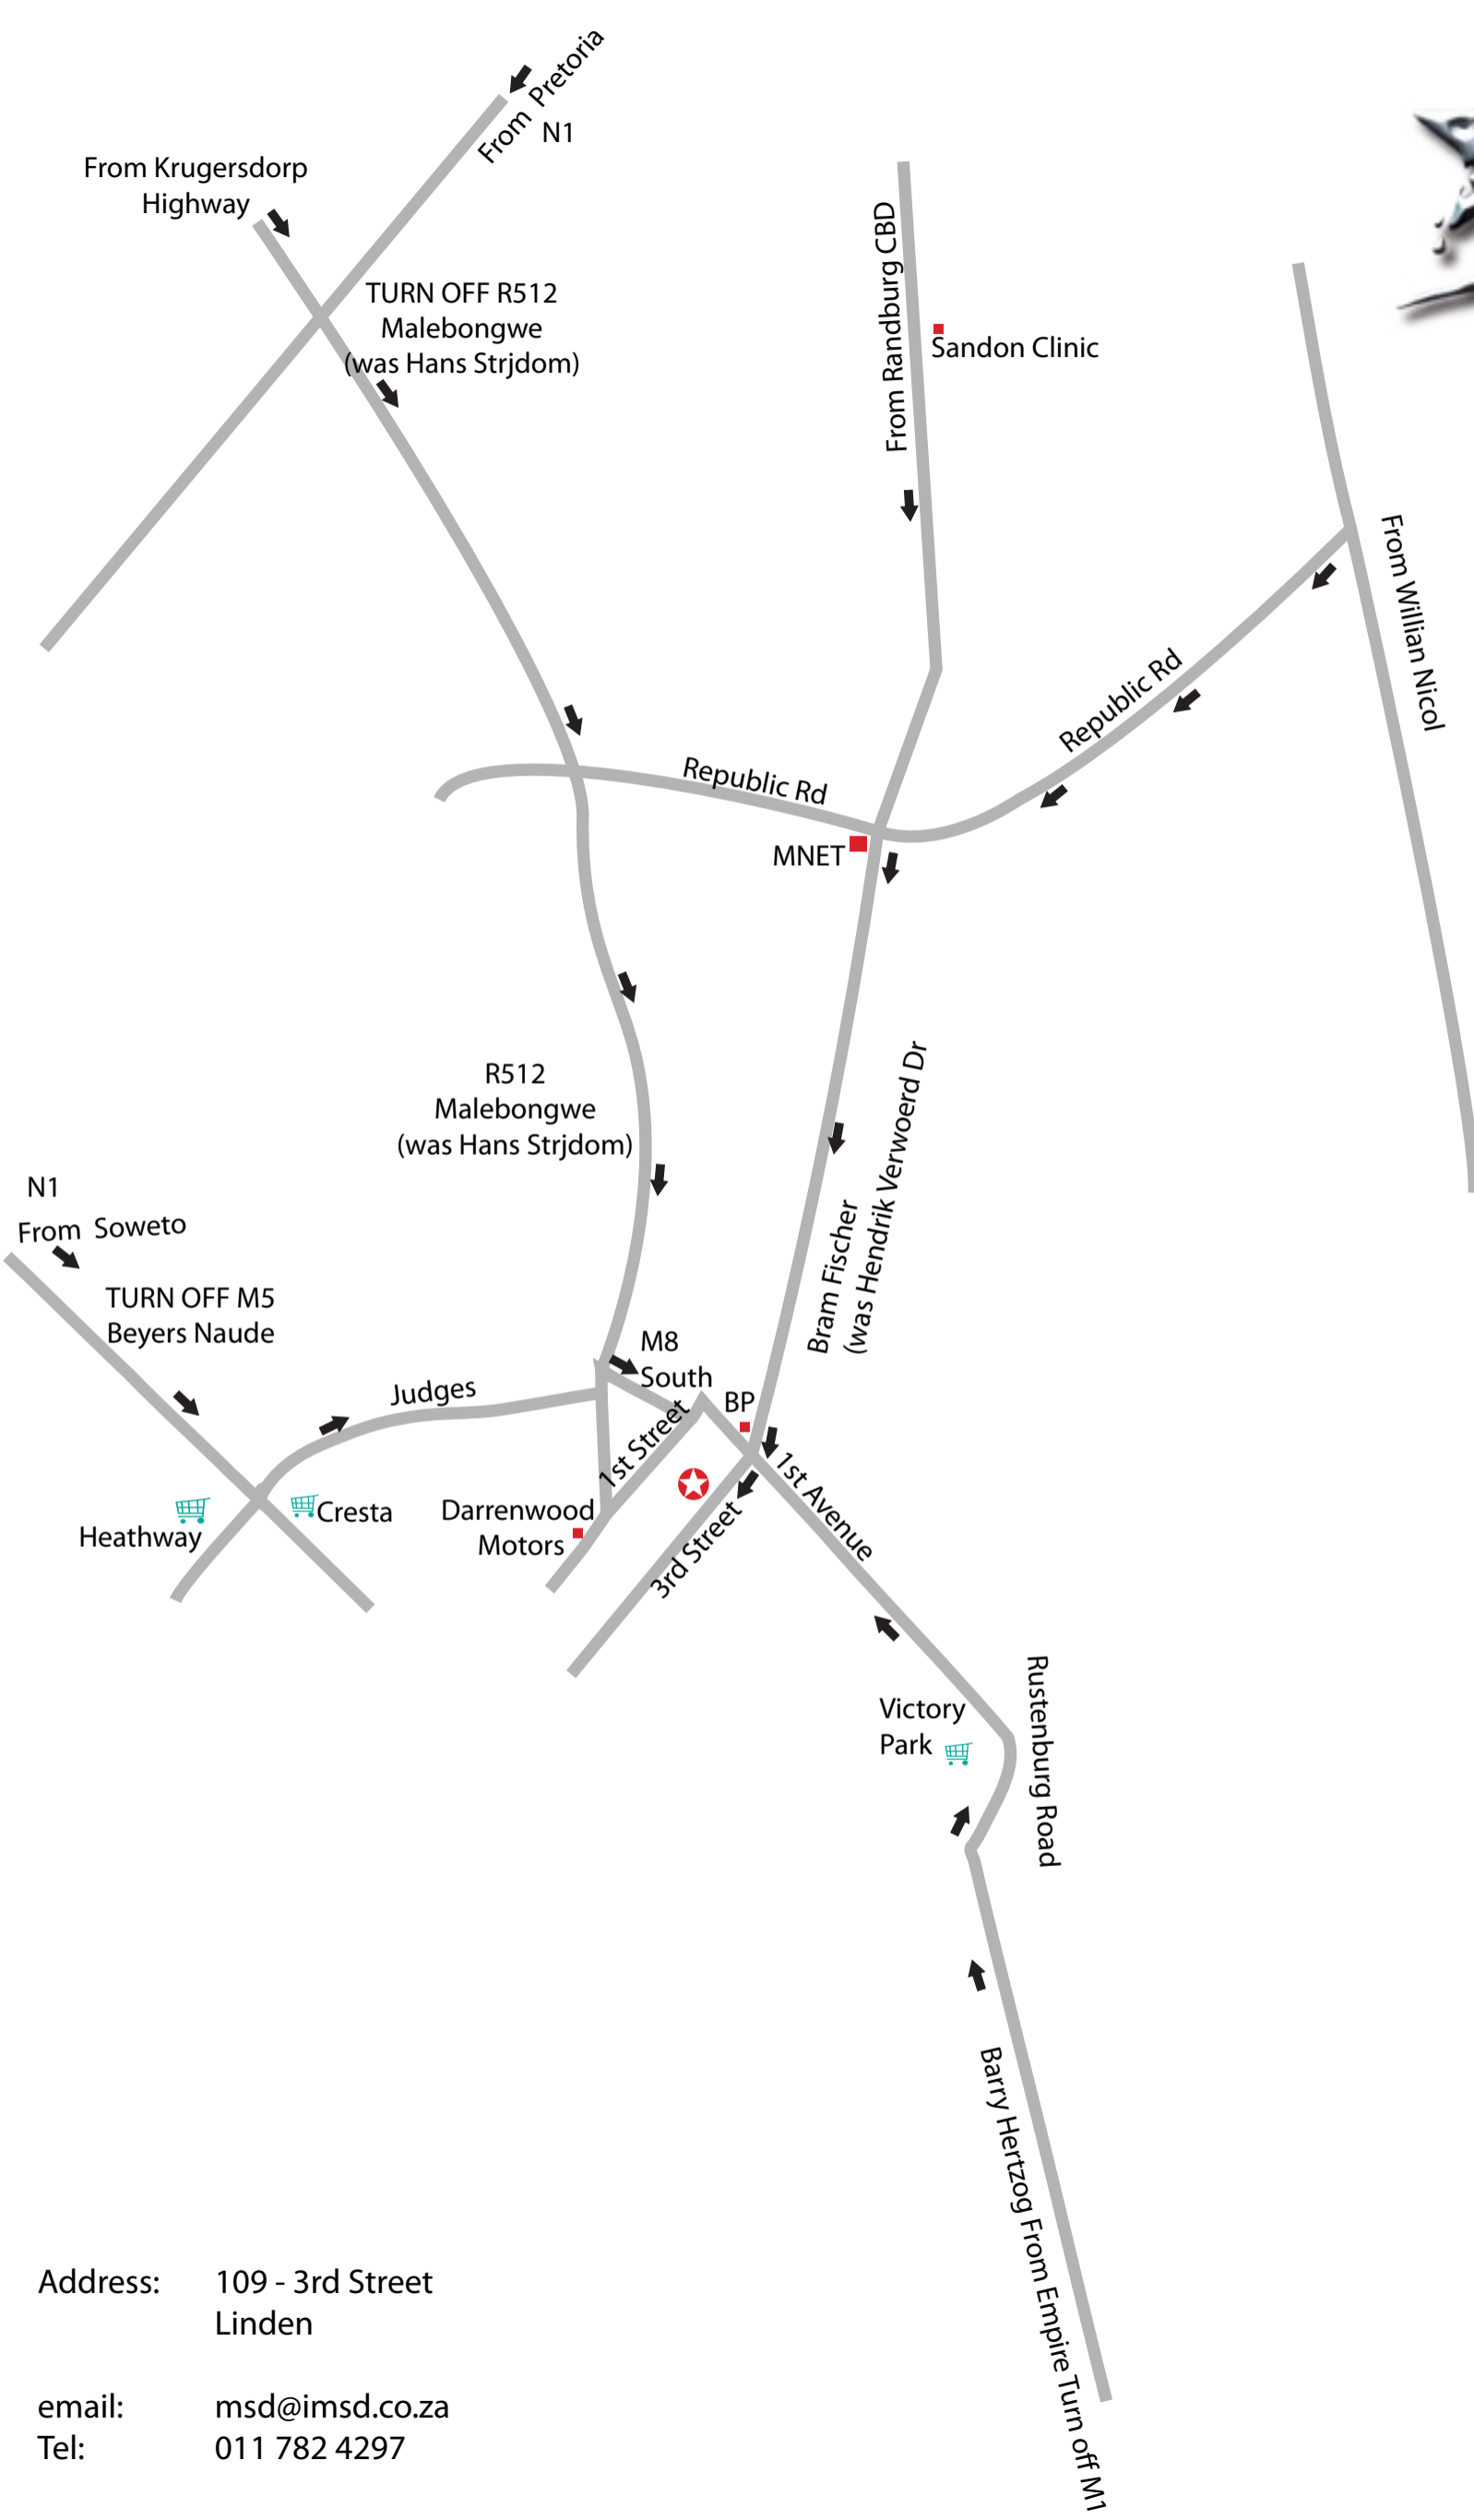 From Pretoria
N1
From Krugersdorp
Highway
TURN OFF R512
Malebongwe
(was Hans Strjdom)
From Randburg CBD
Sandon Clinic
From Willian Nicol
Republic Rd
Republic Rd
MNET
R512
Malebongwe
(was Hans Strjdom)
Bram Fischer
(was Hendrik Verwoerd Dr
N1
From Soweto
TURN OFF M5
Beyers Naude
M8
South
Judges
BP
1st Street
1st Avenue
Heathway
Cresta
Darrenwood
Motors
3rd Street
Victory
Park
Rustenburg Road
Barry Hertzog From Empire Turn off M1
Address: 109 - 3rd Street
Linden
email: msd@imsd.co.za
Tel: 011 782 4297